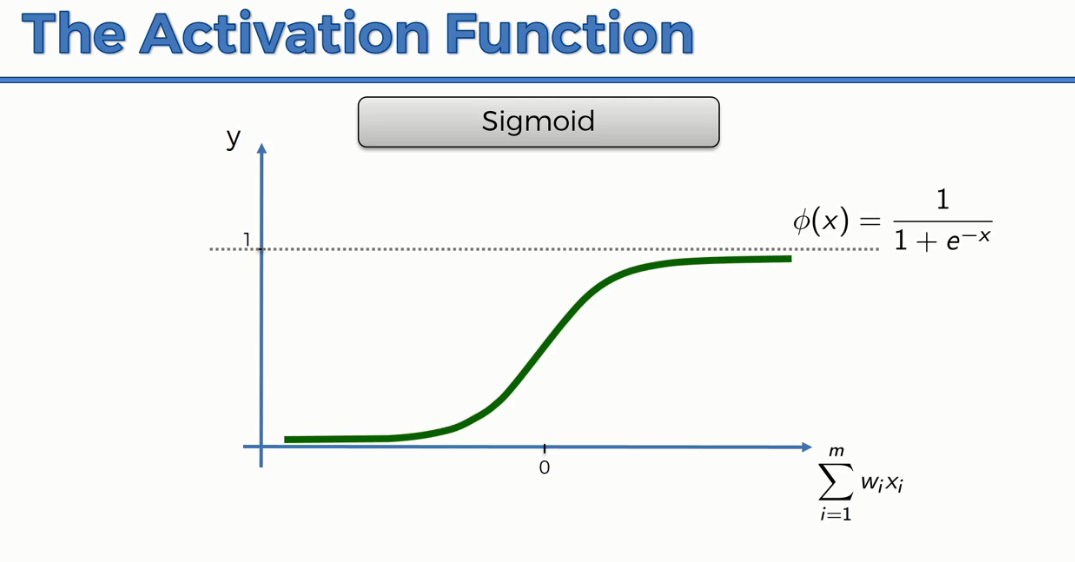 The Activation Function
Sigmoid
y
1
ϕ(x) = 1 / (1 + e^{-x})
0
m
∑ wᵢxᵢ
i=1